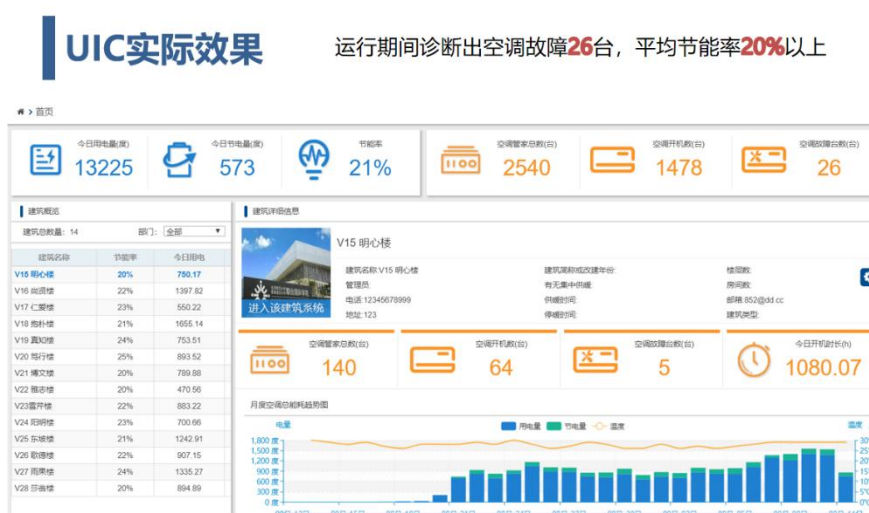 UIC实际效果
运行期间诊断出空调故障26台，平均节能率20%以上
> 首页
今日用电量(度)
13225
今日节电量(度)
573
节能率
21%
空调管家总数(台)
2540
空调开机数(台)
1478
空调故障台数(台)
26
建筑概览
建筑总数量: 14 部门: 全部
建筑名称 节能率 今日用电
V15 明心楼 20% 750.17
V16 尚贤楼 22% 1397.82
V17 仁爱楼 23% 550.22
V18 抱朴楼 21% 1655.14
V19 真知楼 24% 753.51
V20 笃行楼 25% 893.52
V21 博文楼 20% 789.88
V22 雅志楼 20% 470.56
V23 开楼 22% 883.22
V24 阳明楼 23% 700.66
V25 东坡楼 21% 1242.91
V26 歌德楼 22% 907.15
V27 雨果楼 24% 1335.27
V28 莎翁楼 20% 894.89
建筑详细信息
进入该建筑系统
V15 明心楼
建筑名称:V15 明心楼
管理员:
电话:12345678999
地址:123
建筑简称或改建年份:
有无集中供暖:
供暖时间:
停暖时间:
楼层数:
房间数:
邮箱:852@dd.cc
建筑类型:
空调管家总数(台)
140
空调开机数(台)
64
空调故障台数(台)
5
今日开机时长(h)
1080.07
月度空调总能耗趋势图
电量
用电量 节电量 温度
温度
1,800 度
1,500 度
1,200 度
900 度
600 度
300 度
0 度